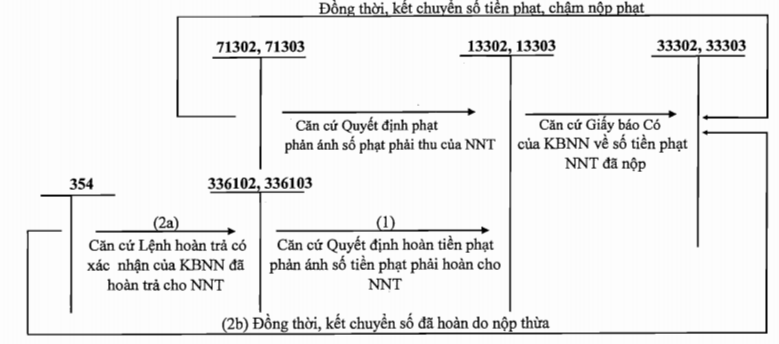 Đồng thời, kết chuyển số tiền phạt, chậm nộp phạt
71302, 71303
13302, 13303
33302, 33303
Căn cứ Quyết định phạt
phản ánh số phạt phải thu của NNT
Căn cứ Giấy báo Có
của KBNN về số tiền phạt
NNT đã nộp
354
336102, 336103
(2a)
Căn cứ Lệnh hoàn trả có
xác nhận của KBNN đã
hoàn trả cho NNT
(1)
Căn cứ Quyết định hoàn tiền phạt
phản ánh số tiền phạt phải hoàn cho
NNT
(2b) Đồng thời, kết chuyển số đã hoàn do nộp thừa